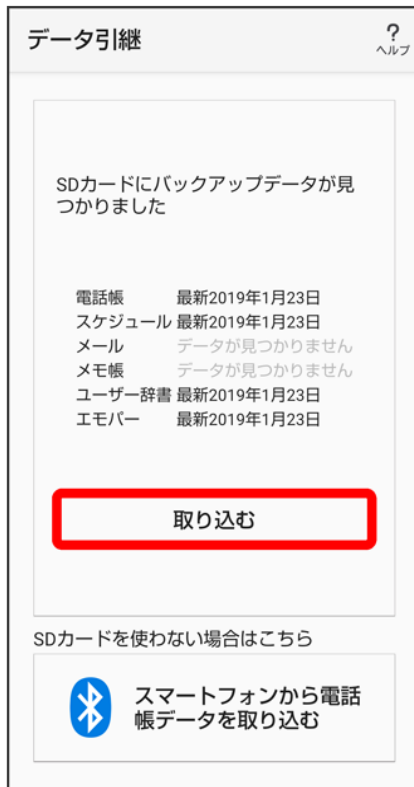 データ引継
?
ヘルプ
SDカードにバックアップデータが見
つかりました
電話帳 最新2019年1月23日
スケジュール 最新2019年1月23日
メール データが見つかりません
メモ帳 データが見つかりません
ユーザー辞書 最新2019年1月23日
エモパー 最新2019年1月23日
取り込む
SDカードを使わない場合はこちら
スマートフォンから電話
帳データを取り込む